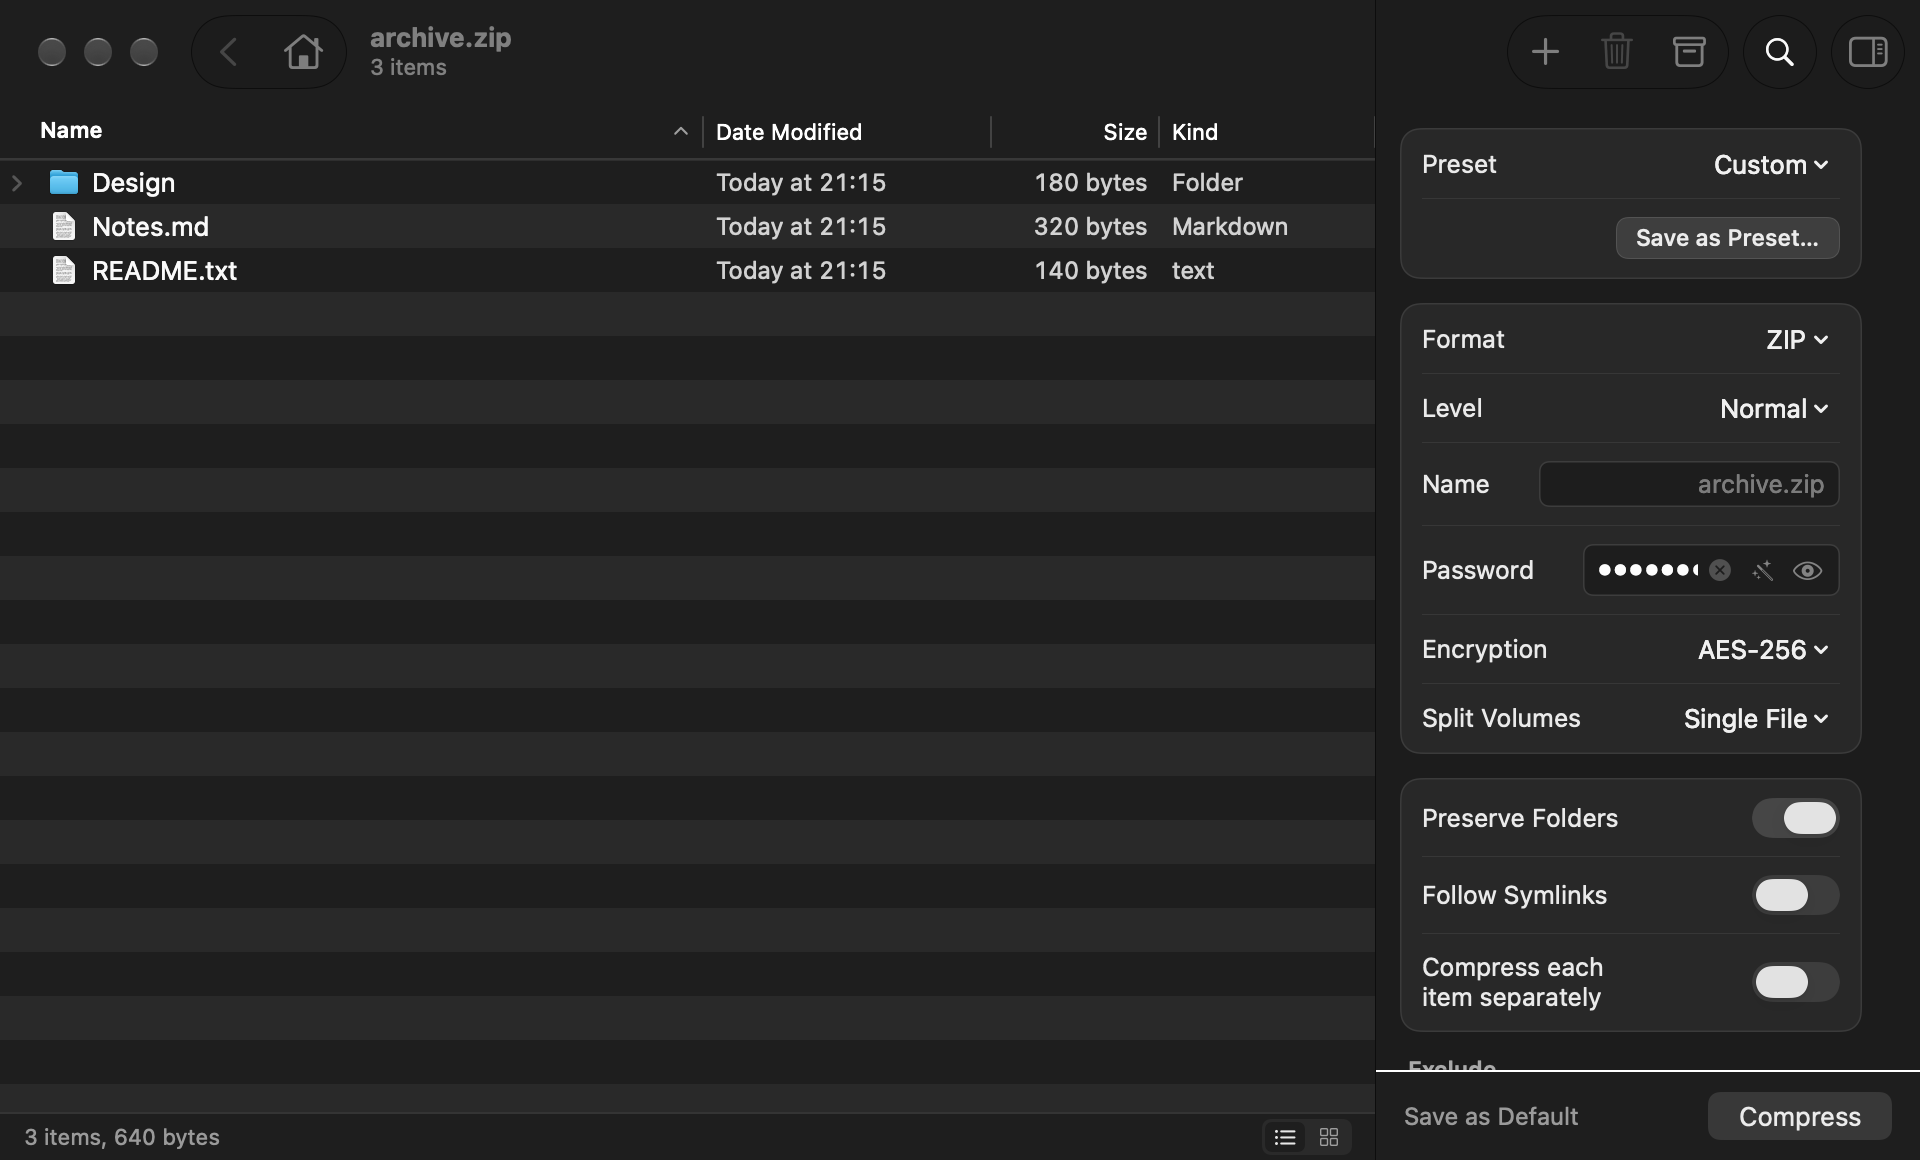 archive.zip
3 items
Name
Date Modified
Size
Kind
Design
Today at 21:15
180 bytes
Folder
Notes.md
Today at 21:15
320 bytes
Markdown
README.txt
Today at 21:15
140 bytes
text
3 items, 640 bytes
Preset
Custom
Save as Preset...
Format
ZIP
Level
Normal
Name
archive.zip
Password
Encryption
AES-256
Split Volumes
Single File
Preserve Folders
Follow Symlinks
Compress each
item separately
Exclude
Save as Default
Compress